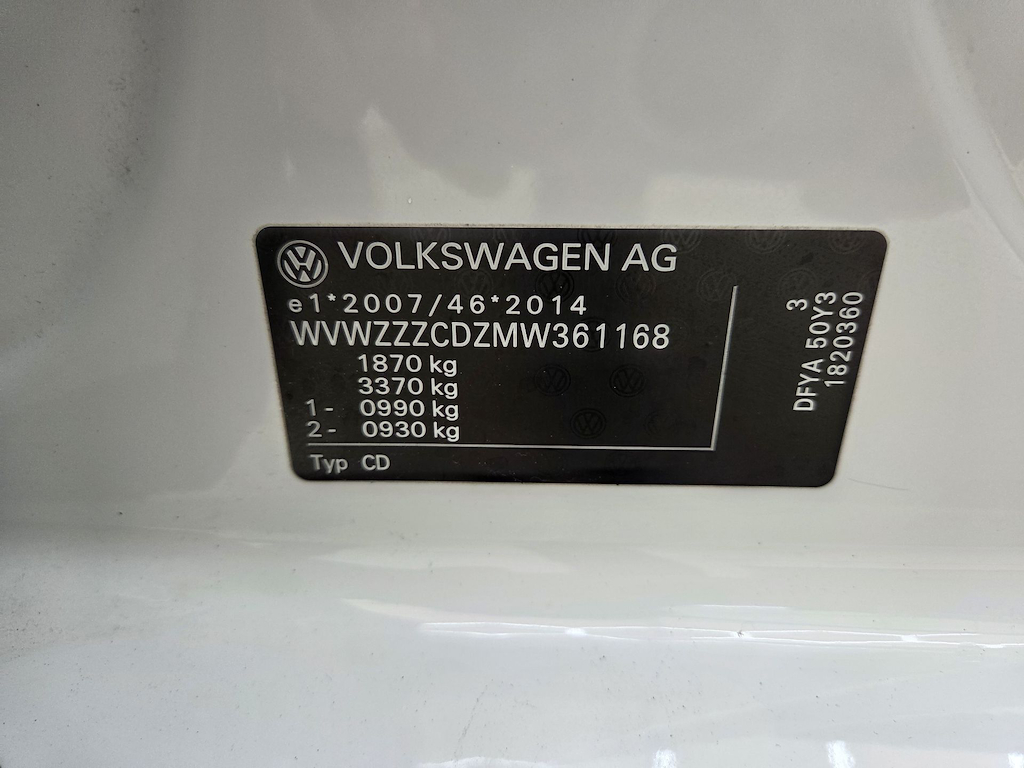 VOLKSWAGEN AG
e1*2007/46*2014
WVWZZZCDZMW361168
1870 kg
3370 kg
1- 0990 kg
2- 0930 kg
Typ CD
3
DFYA 50Y3
1820360